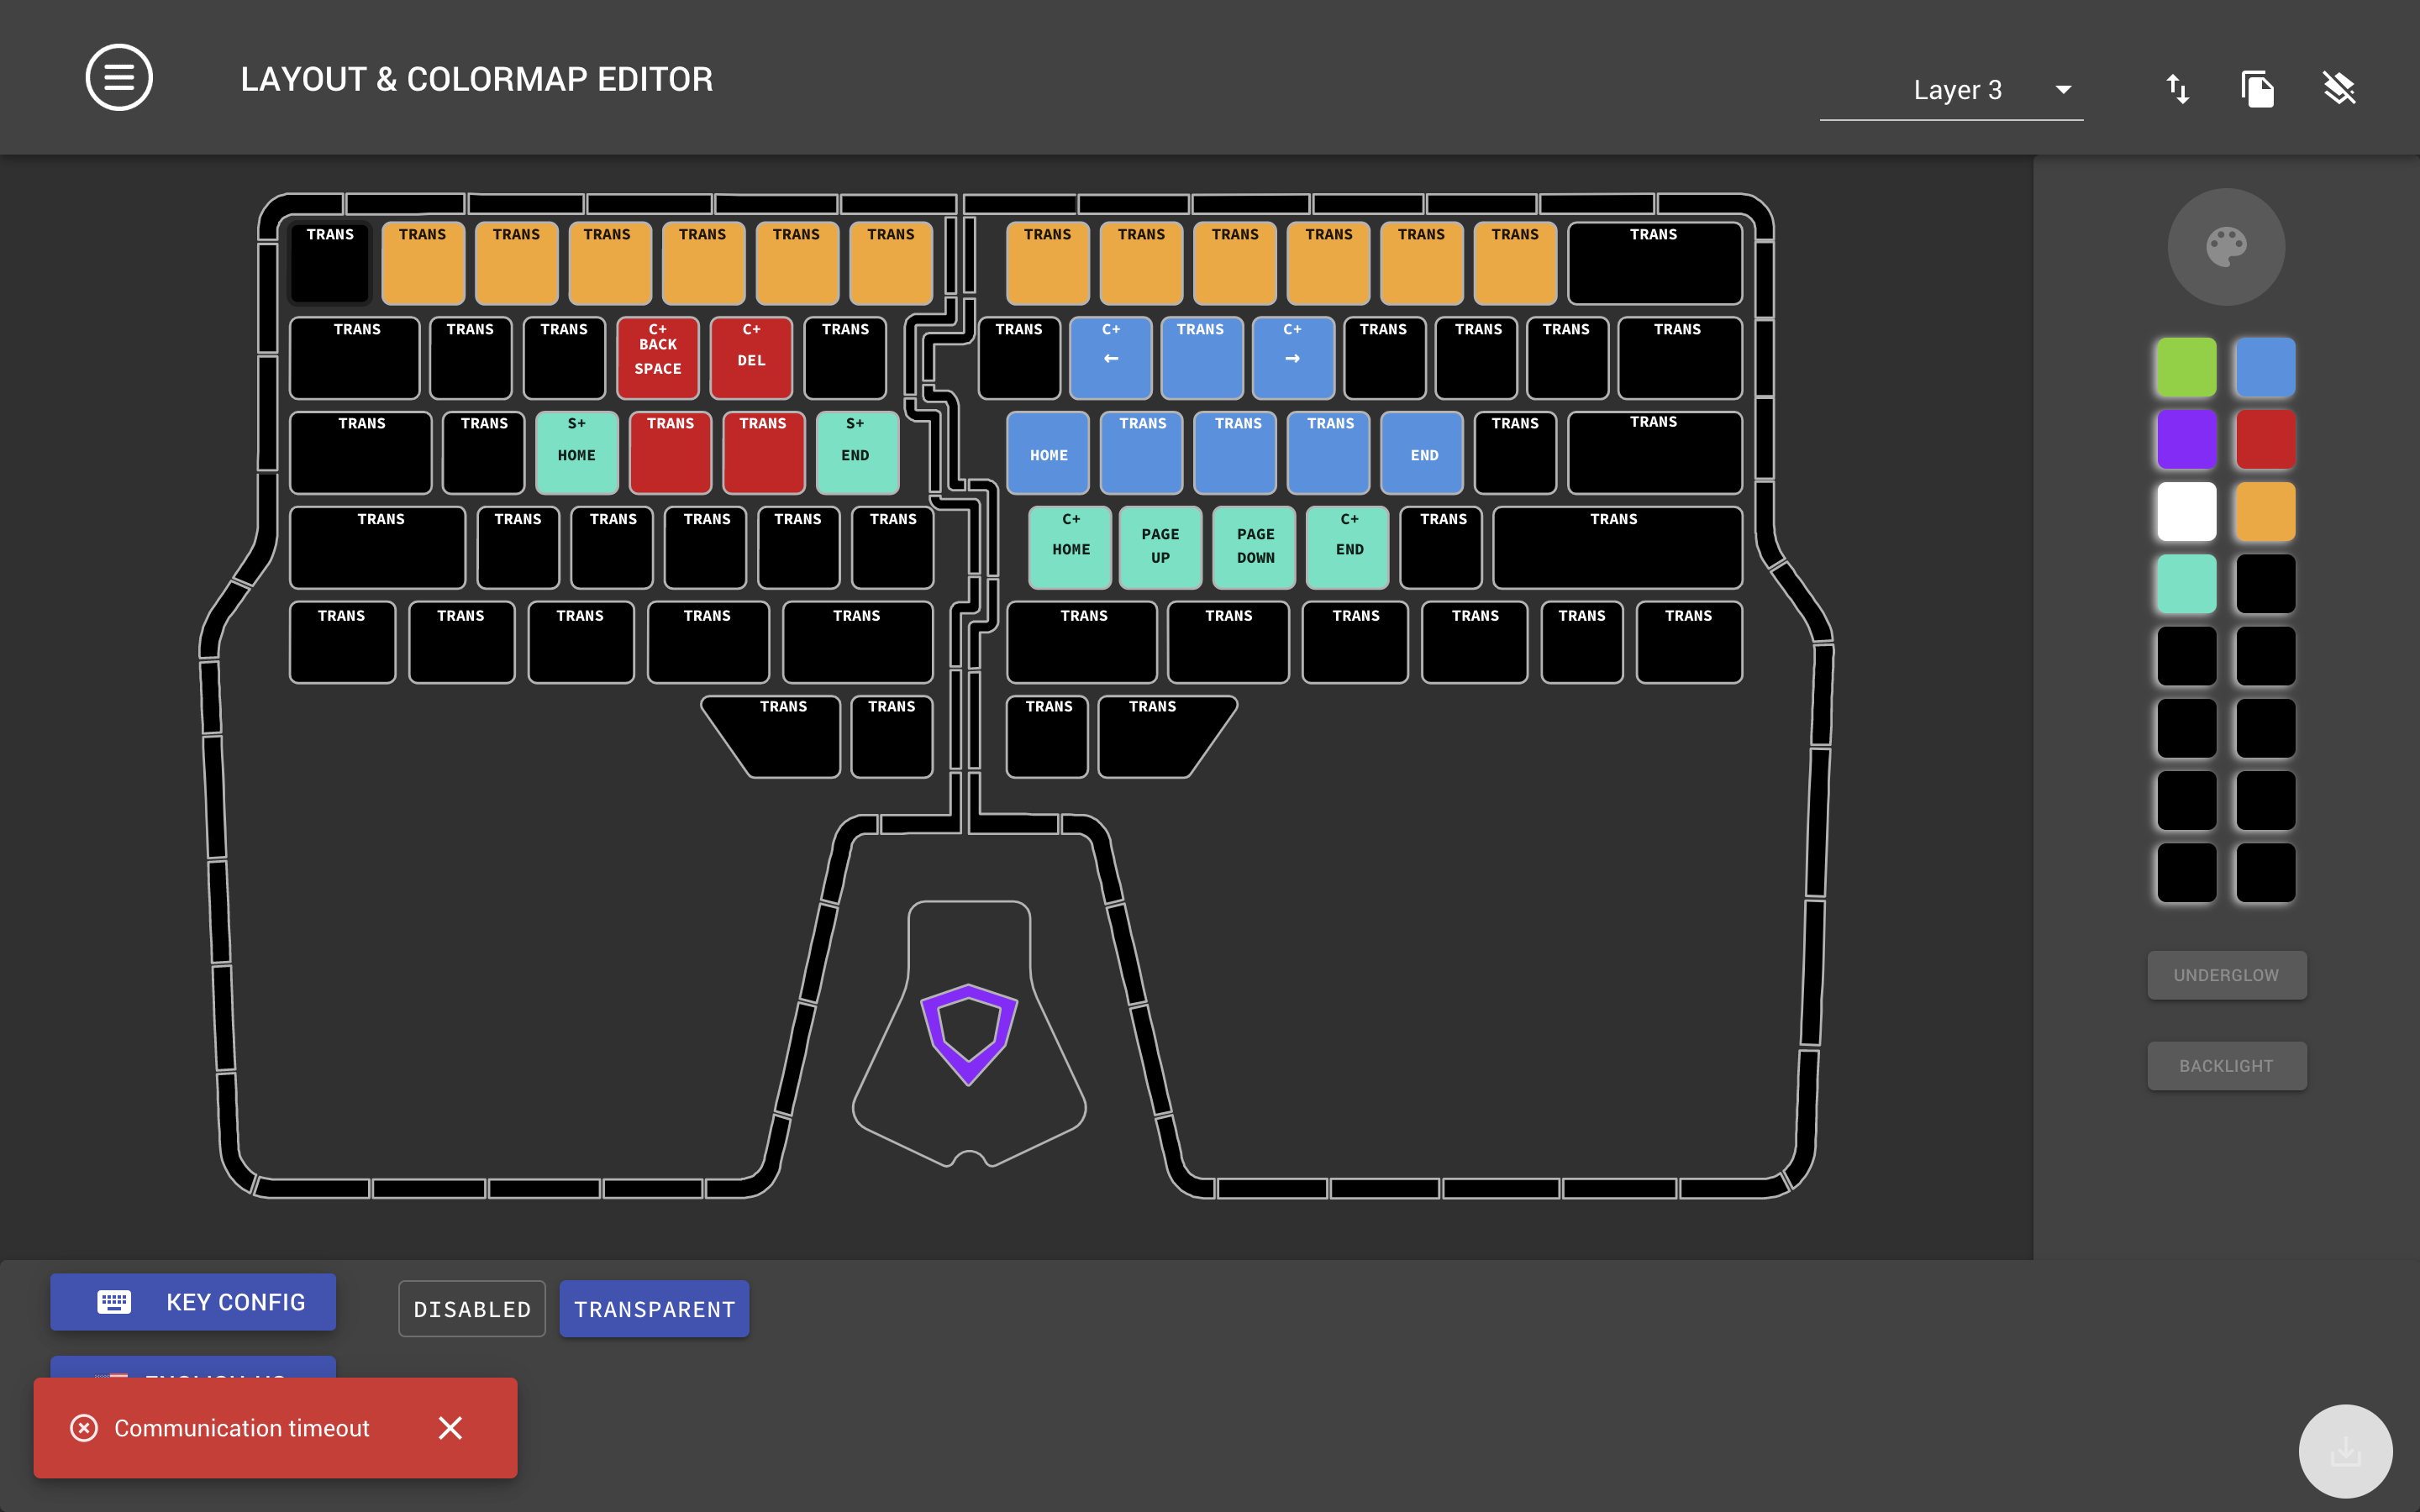 LAYOUT & COLORMAP EDITOR
Layer 3
TRANS TRANS TRANS TRANS TRANS TRANS TRANS TRANS TRANS TRANS TRANS TRANS TRANS TRANS
TRANS TRANS TRANS C+ BACK SPACE C+ DEL TRANS TRANS C+ ← TRANS C+ → TRANS TRANS TRANS TRANS
TRANS TRANS S+ HOME TRANS TRANS S+ END HOME TRANS TRANS TRANS END TRANS TRANS
TRANS TRANS TRANS TRANS TRANS TRANS C+ HOME PAGE UP PAGE DOWN C+ END TRANS TRANS
TRANS TRANS TRANS TRANS TRANS TRANS TRANS TRANS TRANS TRANS TRANS
TRANS TRANS TRANS TRANS
UNDERGLOW
BACKLIGHT
KEY CONFIG
DISABLED
TRANSPARENT
Communication timeout